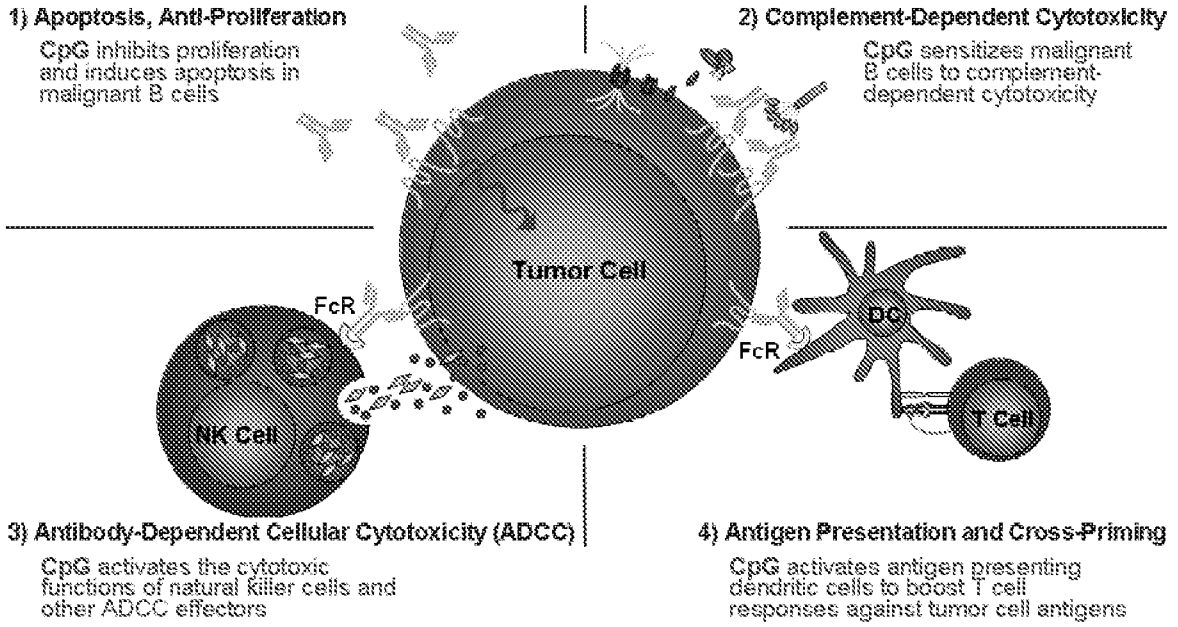 1) Apoptosis, Anti-Proliferation
CpG inhibits proliferation
and induces apoptosis in
malignant B cells
2) Complement-Dependent Cytotoxicity
CpG sensitizes malignant
B cells to complement-
dependent cytotoxicity
Tumor Cell
FcR
NK Cell
FcR
DC
T Cell
3) Antibody-Dependent Cellular Cytotoxicity (ADCC)
CpG activates the cytotoxic
functions of natural killer cells and
other ADCC effectors
4) Antigen Presentation and Cross-Priming
CpG activates antigen presenting
dendritic cells to boost T cell
responses against tumor cell antigens